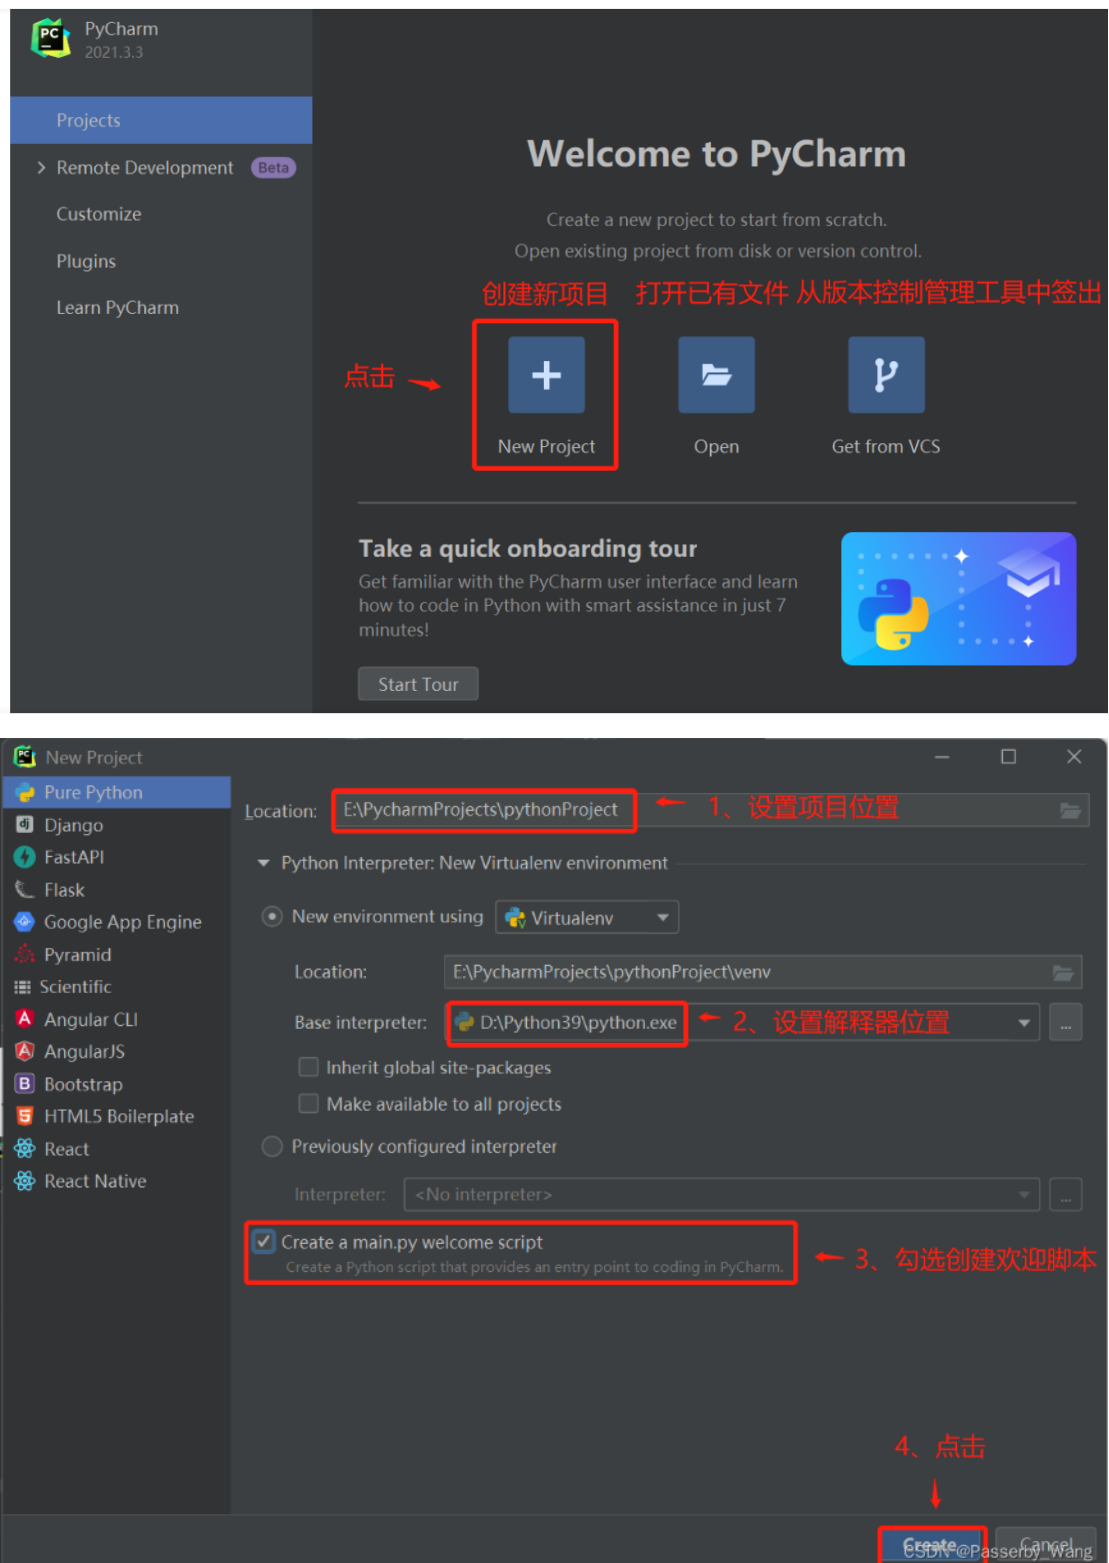 PyCharm
2021.3.3
Projects
Remote Development Beta
Customize
Plugins
Learn PyCharm
Welcome to PyCharm
Create a new project to start from scratch.
Open existing project from disk or version control.
创建新项目 打开已有文件 从版本控制管理工具中签出
点击
New Project Open Get from VCS
Take a quick onboarding tour
Get familiar with the PyCharm user interface and learn
how to code in Python with smart assistance in just 7
minutes!
Start Tour
New Project
Pure Python
Django
FastAPI
Flask
Google App Engine
Pyramid
Scientific
Angular CLI
AngularJS
Bootstrap
HTML5 Boilerplate
React
React Native
Location: E:\PycharmProjects\pythonProject 1、设置项目位置
Python Interpreter: New Virtualenv environment
New environment using Virtualenv
Location: E:\PycharmProjects\pythonProject\venv
Base interpreter: D:\Python39\python.exe 2、设置解释器位置
Inherit global site-packages
Make available to all projects
Previously configured interpreter
Interpreter: <No interpreter>
Create a main.py welcome script
Create a Python script that provides an entry point to coding in PyCharm.
3、勾选创建欢迎脚本
4、点击
Create Cancel
CSDN @Passerby_Wang